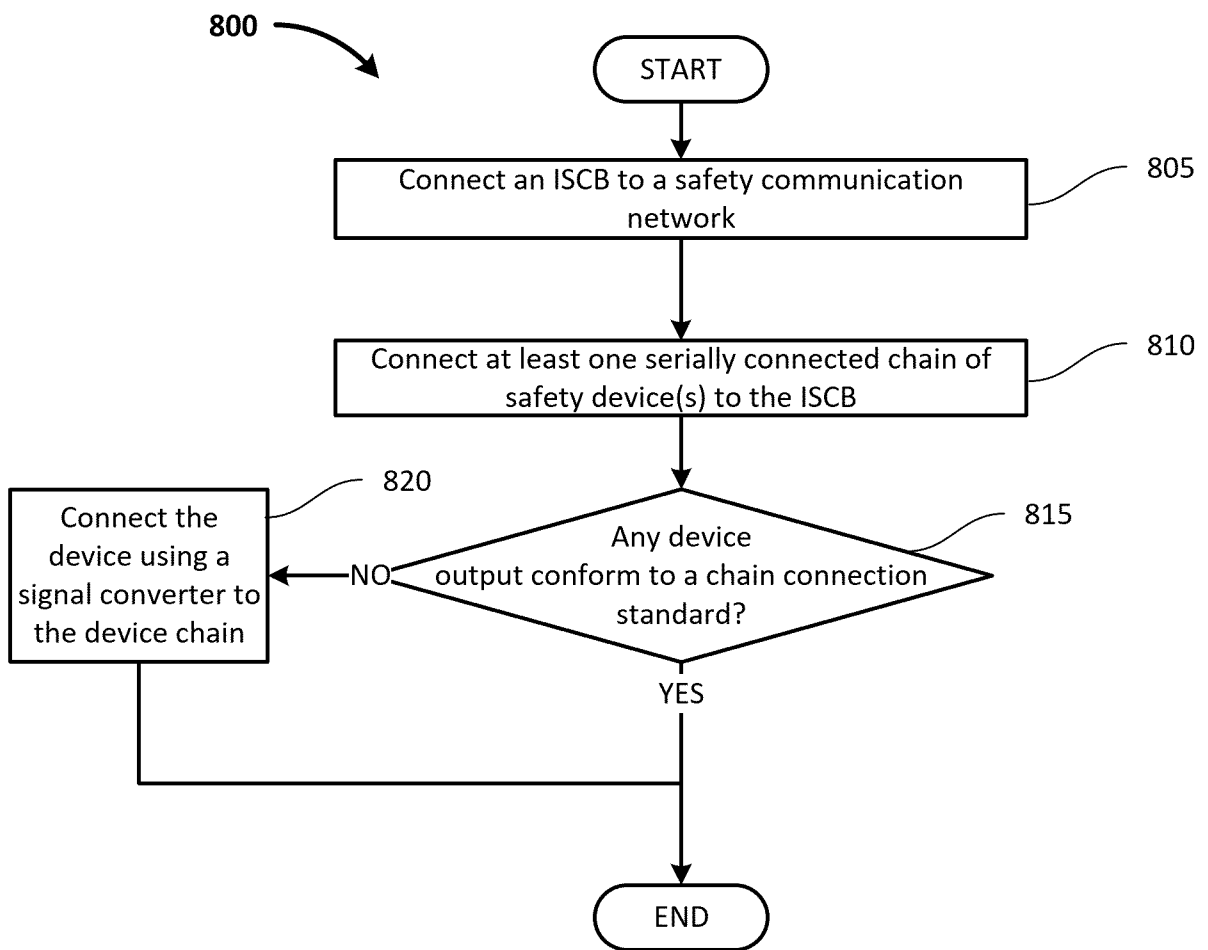 800
START
Connect an ISCB to a safety communication
network
805
Connect at least one serially connected chain of
safety device(s) to the ISCB
810
820
Connect the
device using a
signal converter to
the device chain
NO
Any device
output conform to a chain connection
standard?
815
YES
END